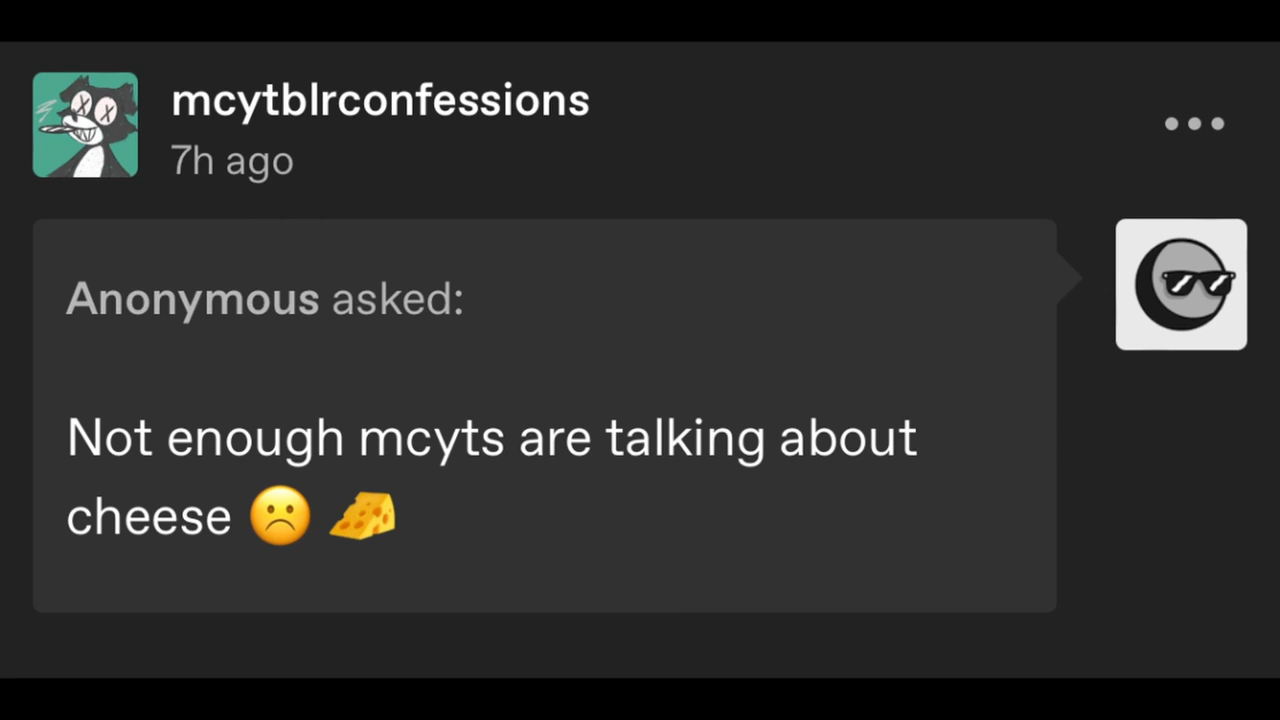 mcytblrconfessions
7h ago
Anonymous asked:
Not enough mcyts are talking about
cheese ☹️ 🧀